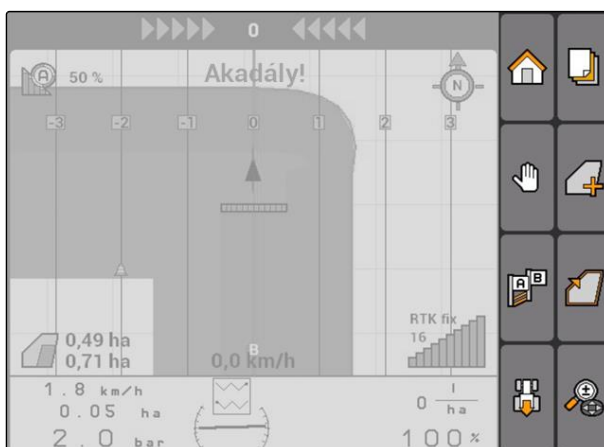 0
A 50 % Akadály! N
-3 -2 -1 0 1 2 3
A B
A
RTK fix
16
0,49 ha
0,71 ha 0,0 km/h
B
1.8 km/h
0.05 ha 0 l/ha
2.0 bar 100 %